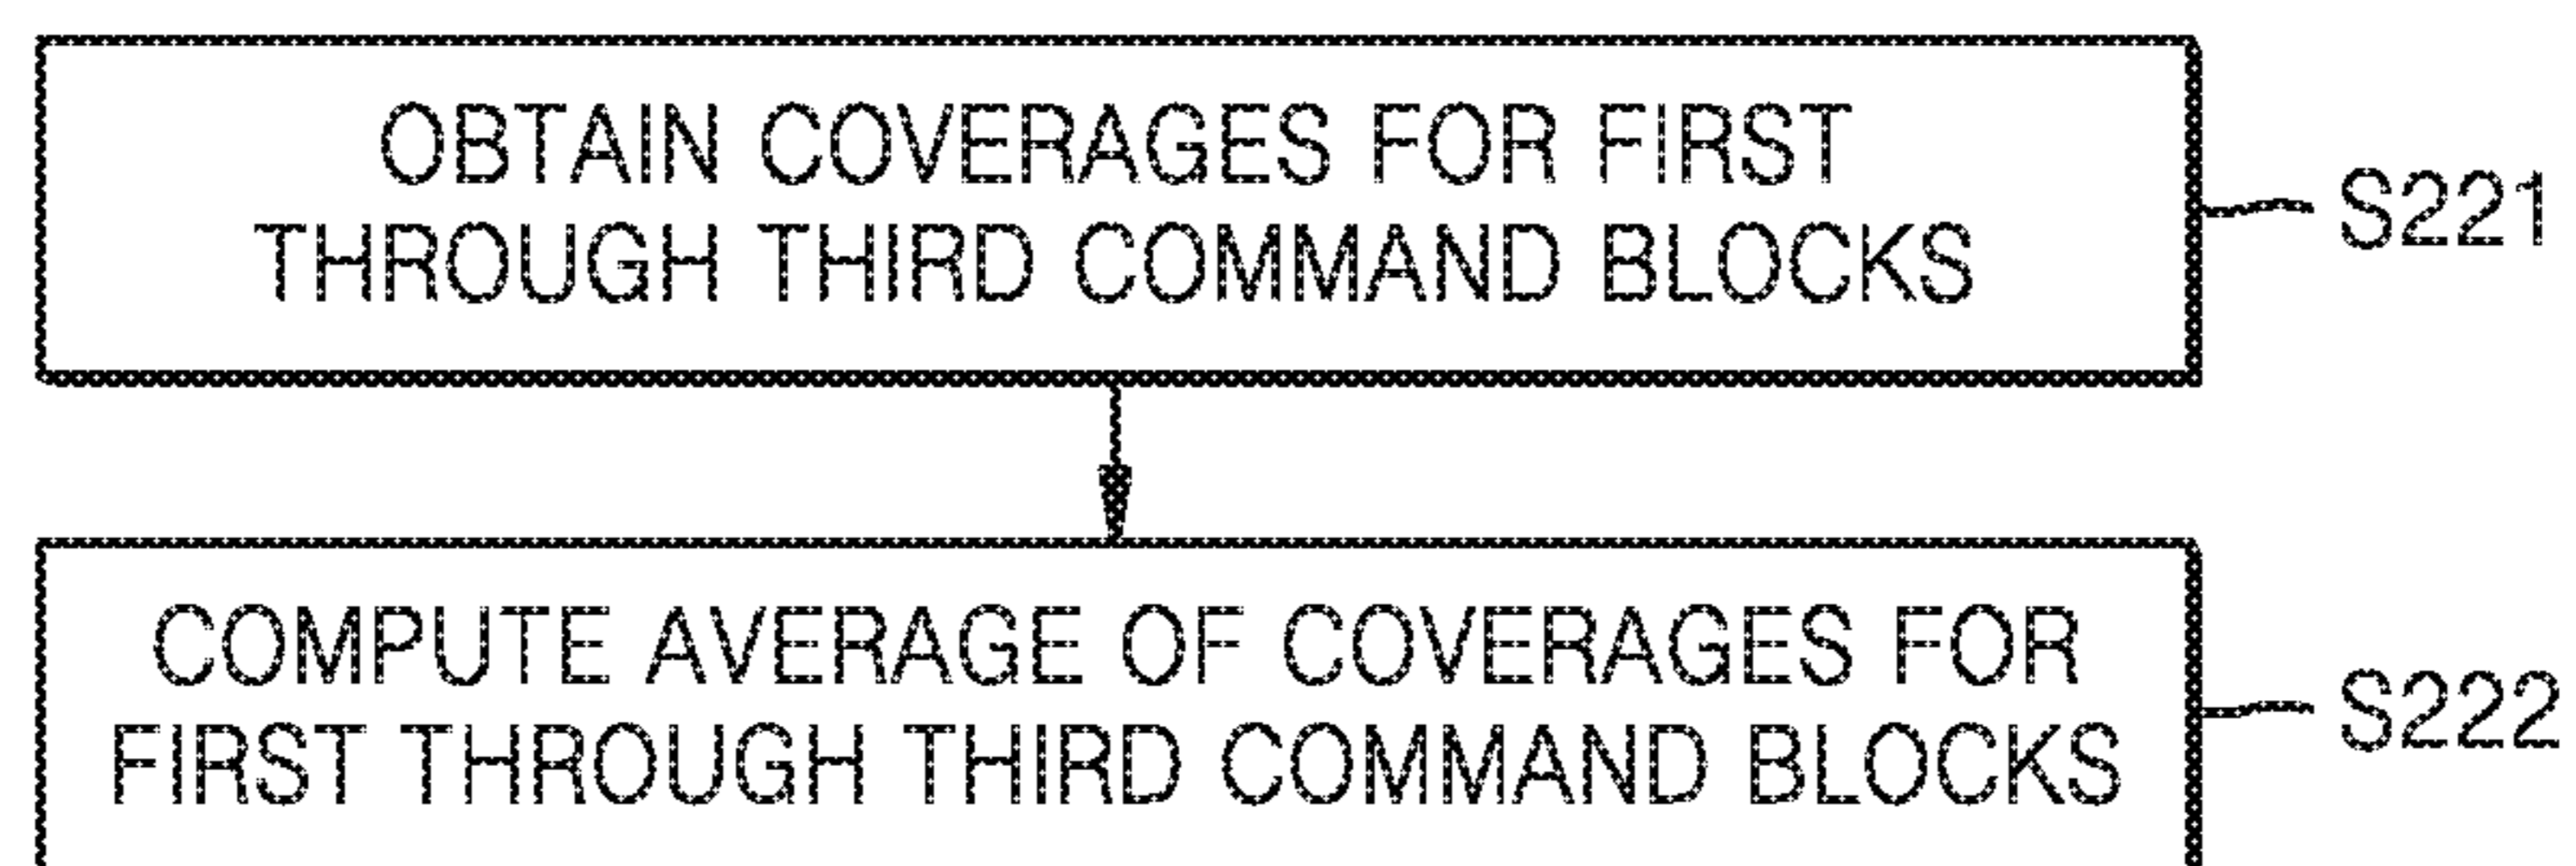 OBTAIN COVERAGES FOR FIRST
THROUGH THIRD COMMAND BLOCKS
S221
COMPUTE AVERAGE OF COVERAGES FOR
FIRST THROUGH THIRD COMMAND BLOCKS
S222